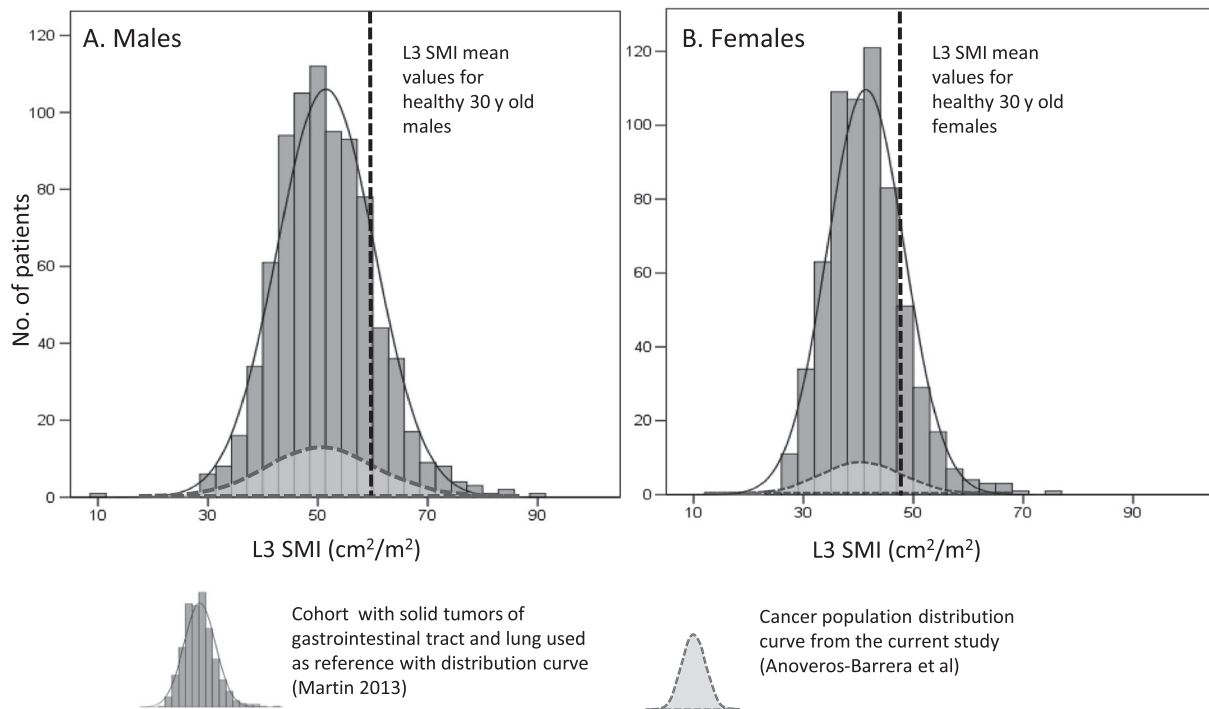 A. Males
L3 SMI mean
values for
healthy 30 y old
males
No. of patients
120
100
80
60
40
20
0
10 30 50 70 90
L3 SMI (cm²/m²)
B. Females
L3 SMI mean
values for
healthy 30 y old
females
120
100
80
60
40
20
0
10 30 50 70 90
L3 SMI (cm²/m²)
Cohort with solid tumors of
gastrointestinal tract and lung used
as reference with distribution curve
(Martin 2013)
Cancer population distribution
curve from the current study
(Anoveros-Barrera et al)